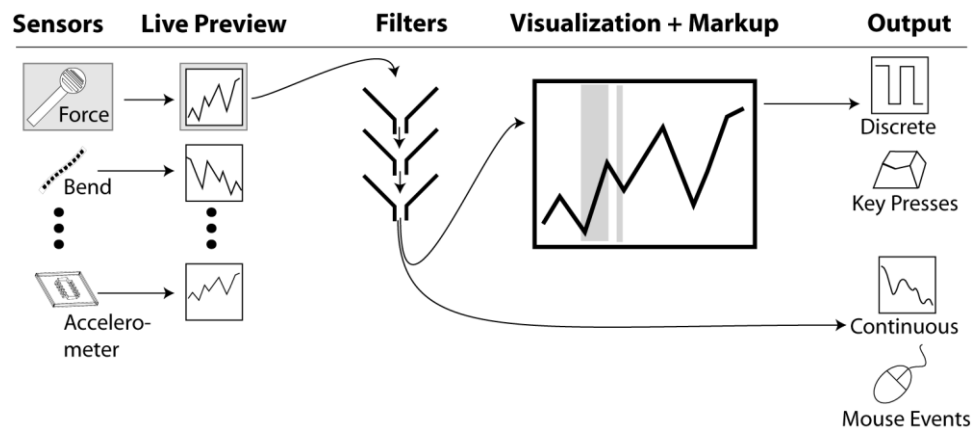 Sensors
Live Preview
Filters
Visualization + Markup
Output
Force
Bend
Accelero-
meter
Discrete
Key Presses
Continuous
Mouse Events